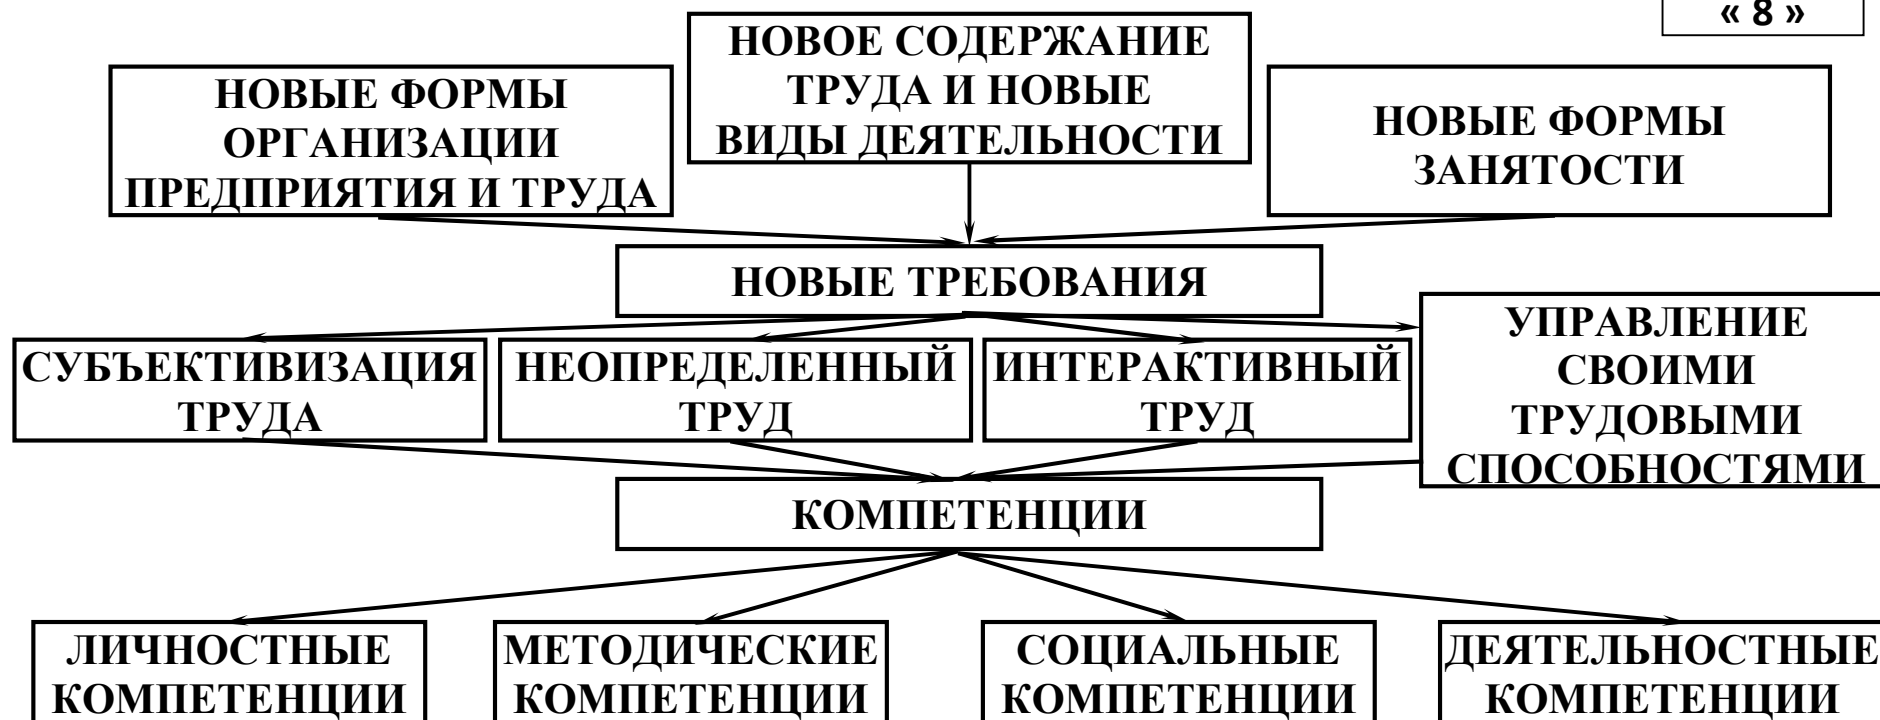 « 8 »
НОВЫЕ ФОРМЫ
ОРГАНИЗАЦИИ
ПРЕДПРИЯТИЯ И ТРУДА
НОВОЕ СОДЕРЖАНИЕ
ТРУДА И НОВЫЕ
ВИДЫ ДЕЯТЕЛЬНОСТИ
НОВЫЕ ФОРМЫ
ЗАНЯТОСТИ
НОВЫЕ ТРЕБОВАНИЯ
СУБЪЕКТИВИЗАЦИЯ
ТРУДА
НЕОПРЕДЕЛЕННЫЙ
ТРУД
ИНТЕРАКТИВНЫЙ
ТРУД
УПРАВЛЕНИЕ
СВОИМИ
ТРУДОВЫМИ
СПОСОБНОСТЯМИ
КОМПЕТЕНЦИИ
ЛИЧНОСТНЫЕ
КОМПЕТЕНЦИИ
МЕТОДИЧЕСКИЕ
КОМПЕТЕНЦИИ
СОЦИАЛЬНЫЕ
КОМПЕТЕНЦИИ
ДЕЯТЕЛЬНОСТНЫЕ
КОМПЕТЕНЦИИ